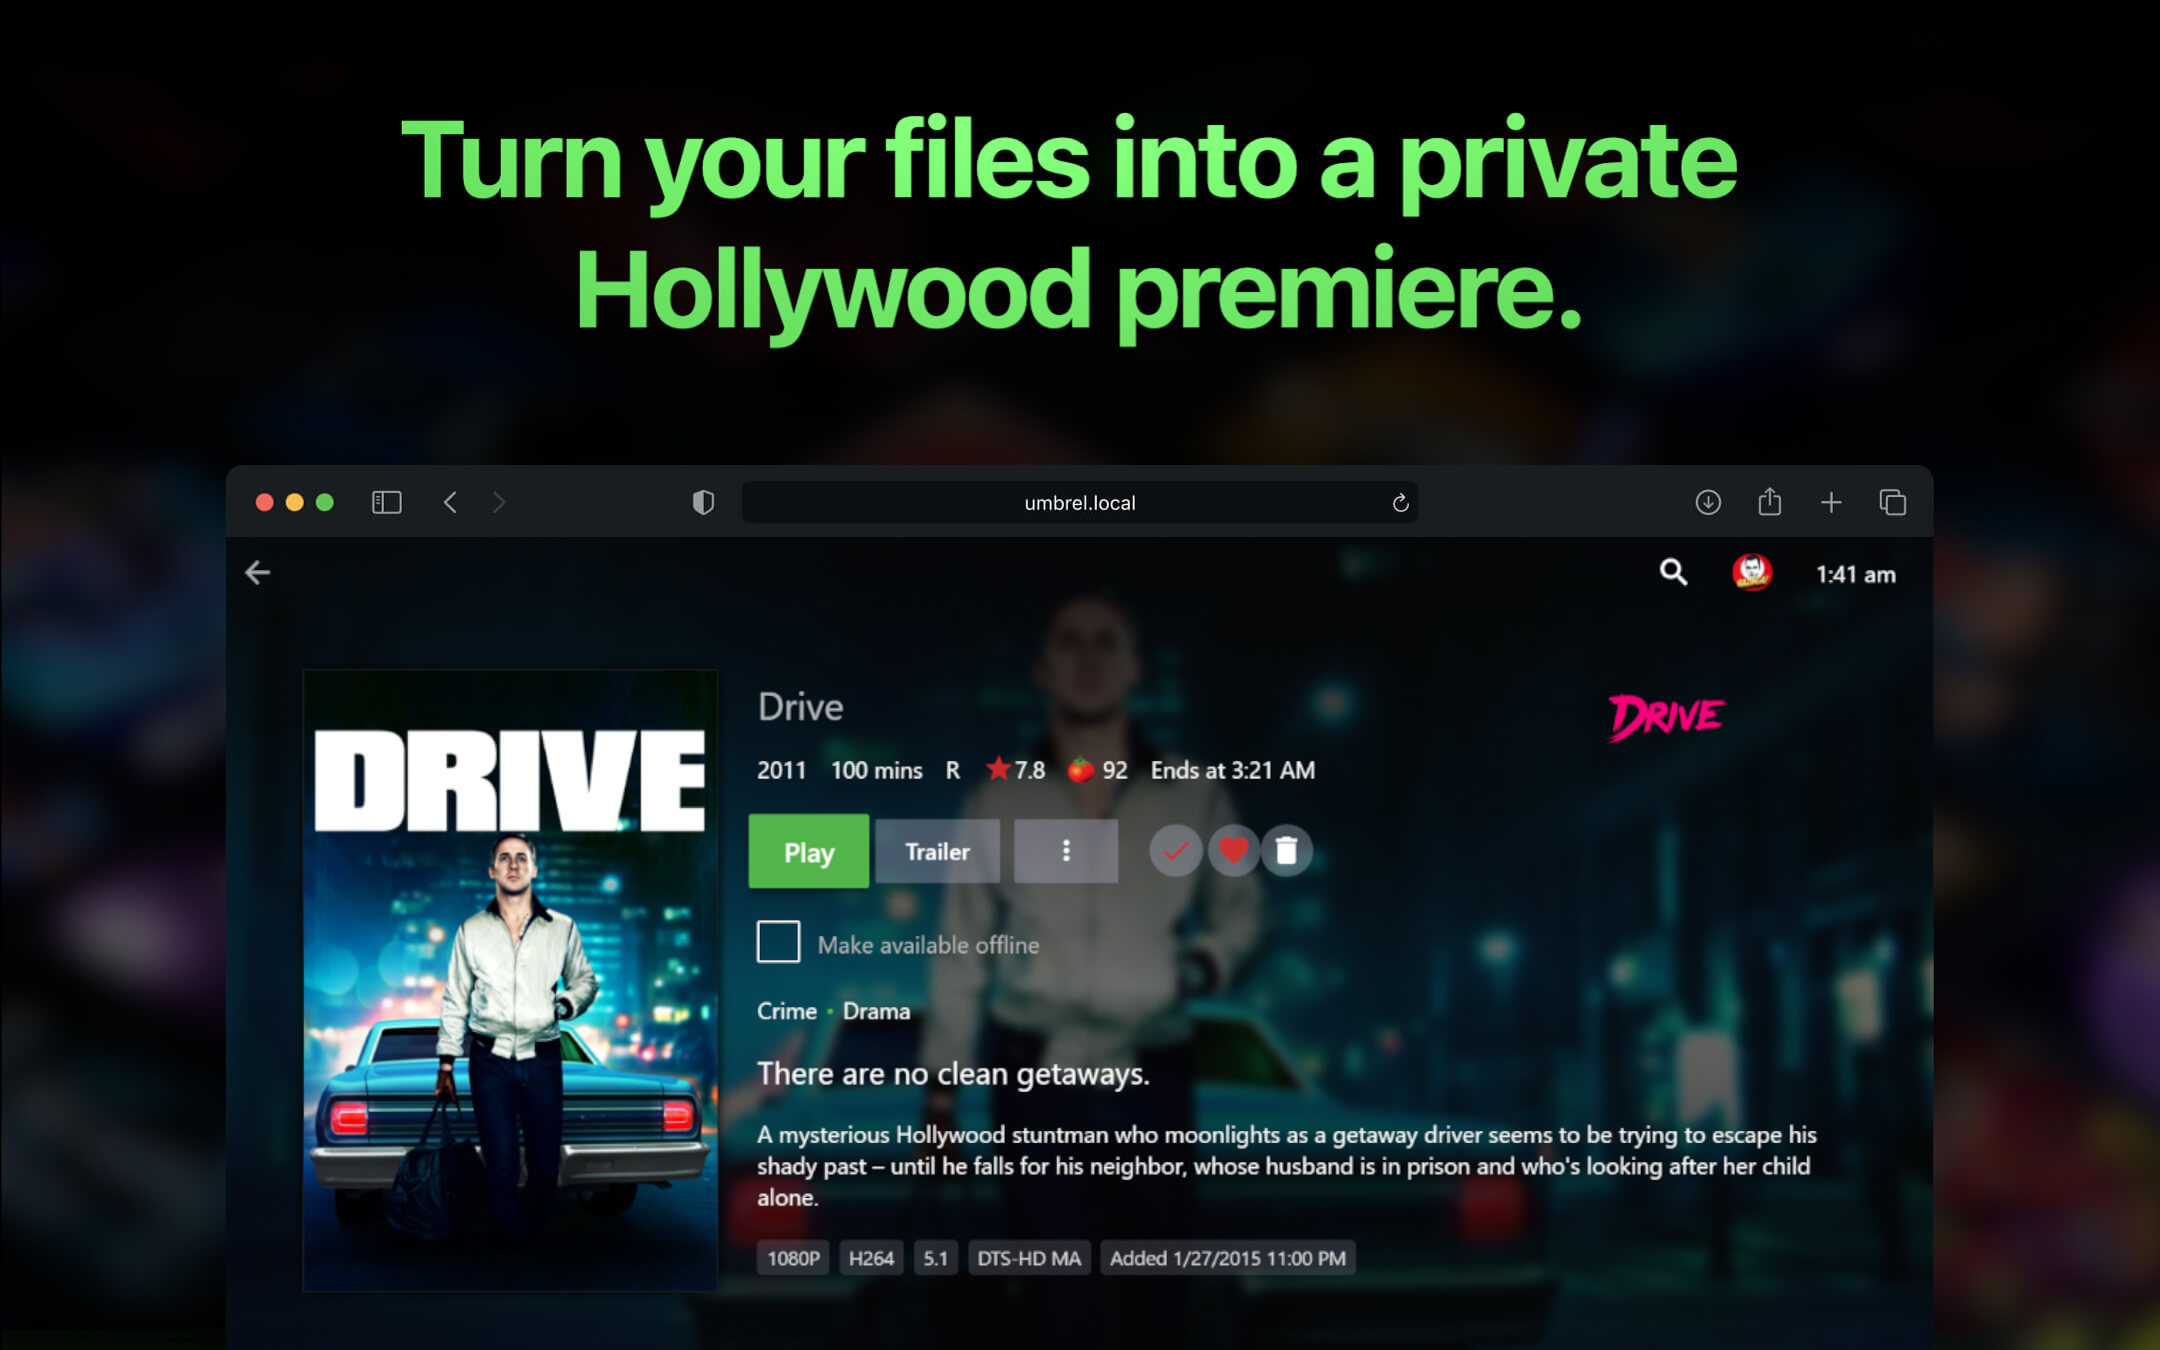 Turn your files into a private
Hollywood premiere.
umbrel.local
1:41 am
DRIVE
Drive
DRIVE
2011 100 mins R 7.8 92 Ends at 3:21 AM
Play Trailer
Make available offline
Crime • Drama
There are no clean getaways.
A mysterious Hollywood stuntman who moonlights as a getaway driver seems to be trying to escape his
shady past – until he falls for his neighbor, whose husband is in prison and who's looking after her child
alone.
1080P H264 5.1 DTS-HD MA Added 1/27/2015 11:00 PM